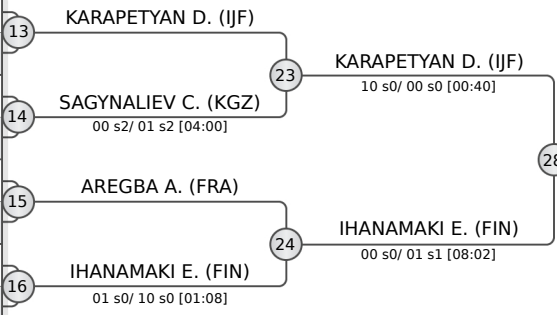 KARAPETYAN D. (IJF)
13
23
KARAPETYAN D. (IJF)
10 s0/ 00 s0 [00:40]
SAGYNALIEV C. (KGZ)
14
00 s2/ 01 s2 [04:00]
28
AREGBA A. (FRA)
15
24
IHANAMAKI E. (FIN)
00 s0/ 01 s1 [08:02]
IHANAMAKI E. (FIN)
16
01 s0/ 10 s0 [01:08]